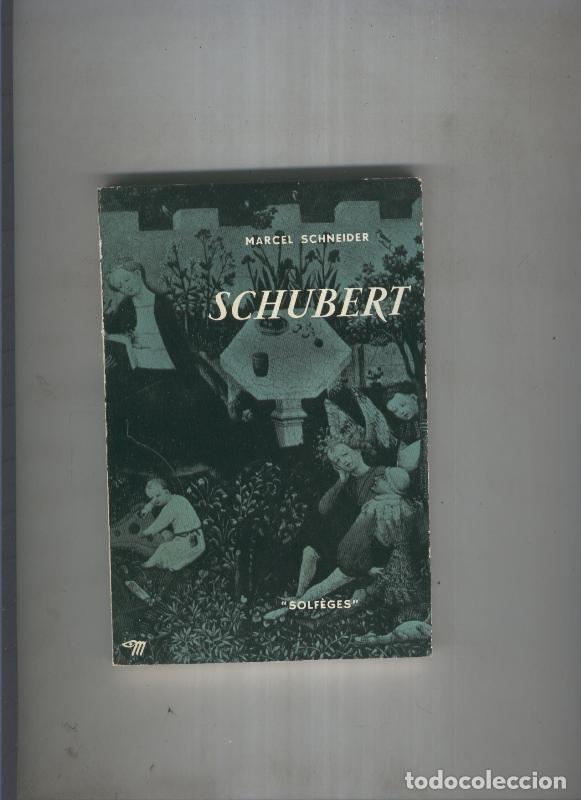 MARCEL SCHNEIDER
SCHUBERT
"SOLFÈGES"
todocoleccion